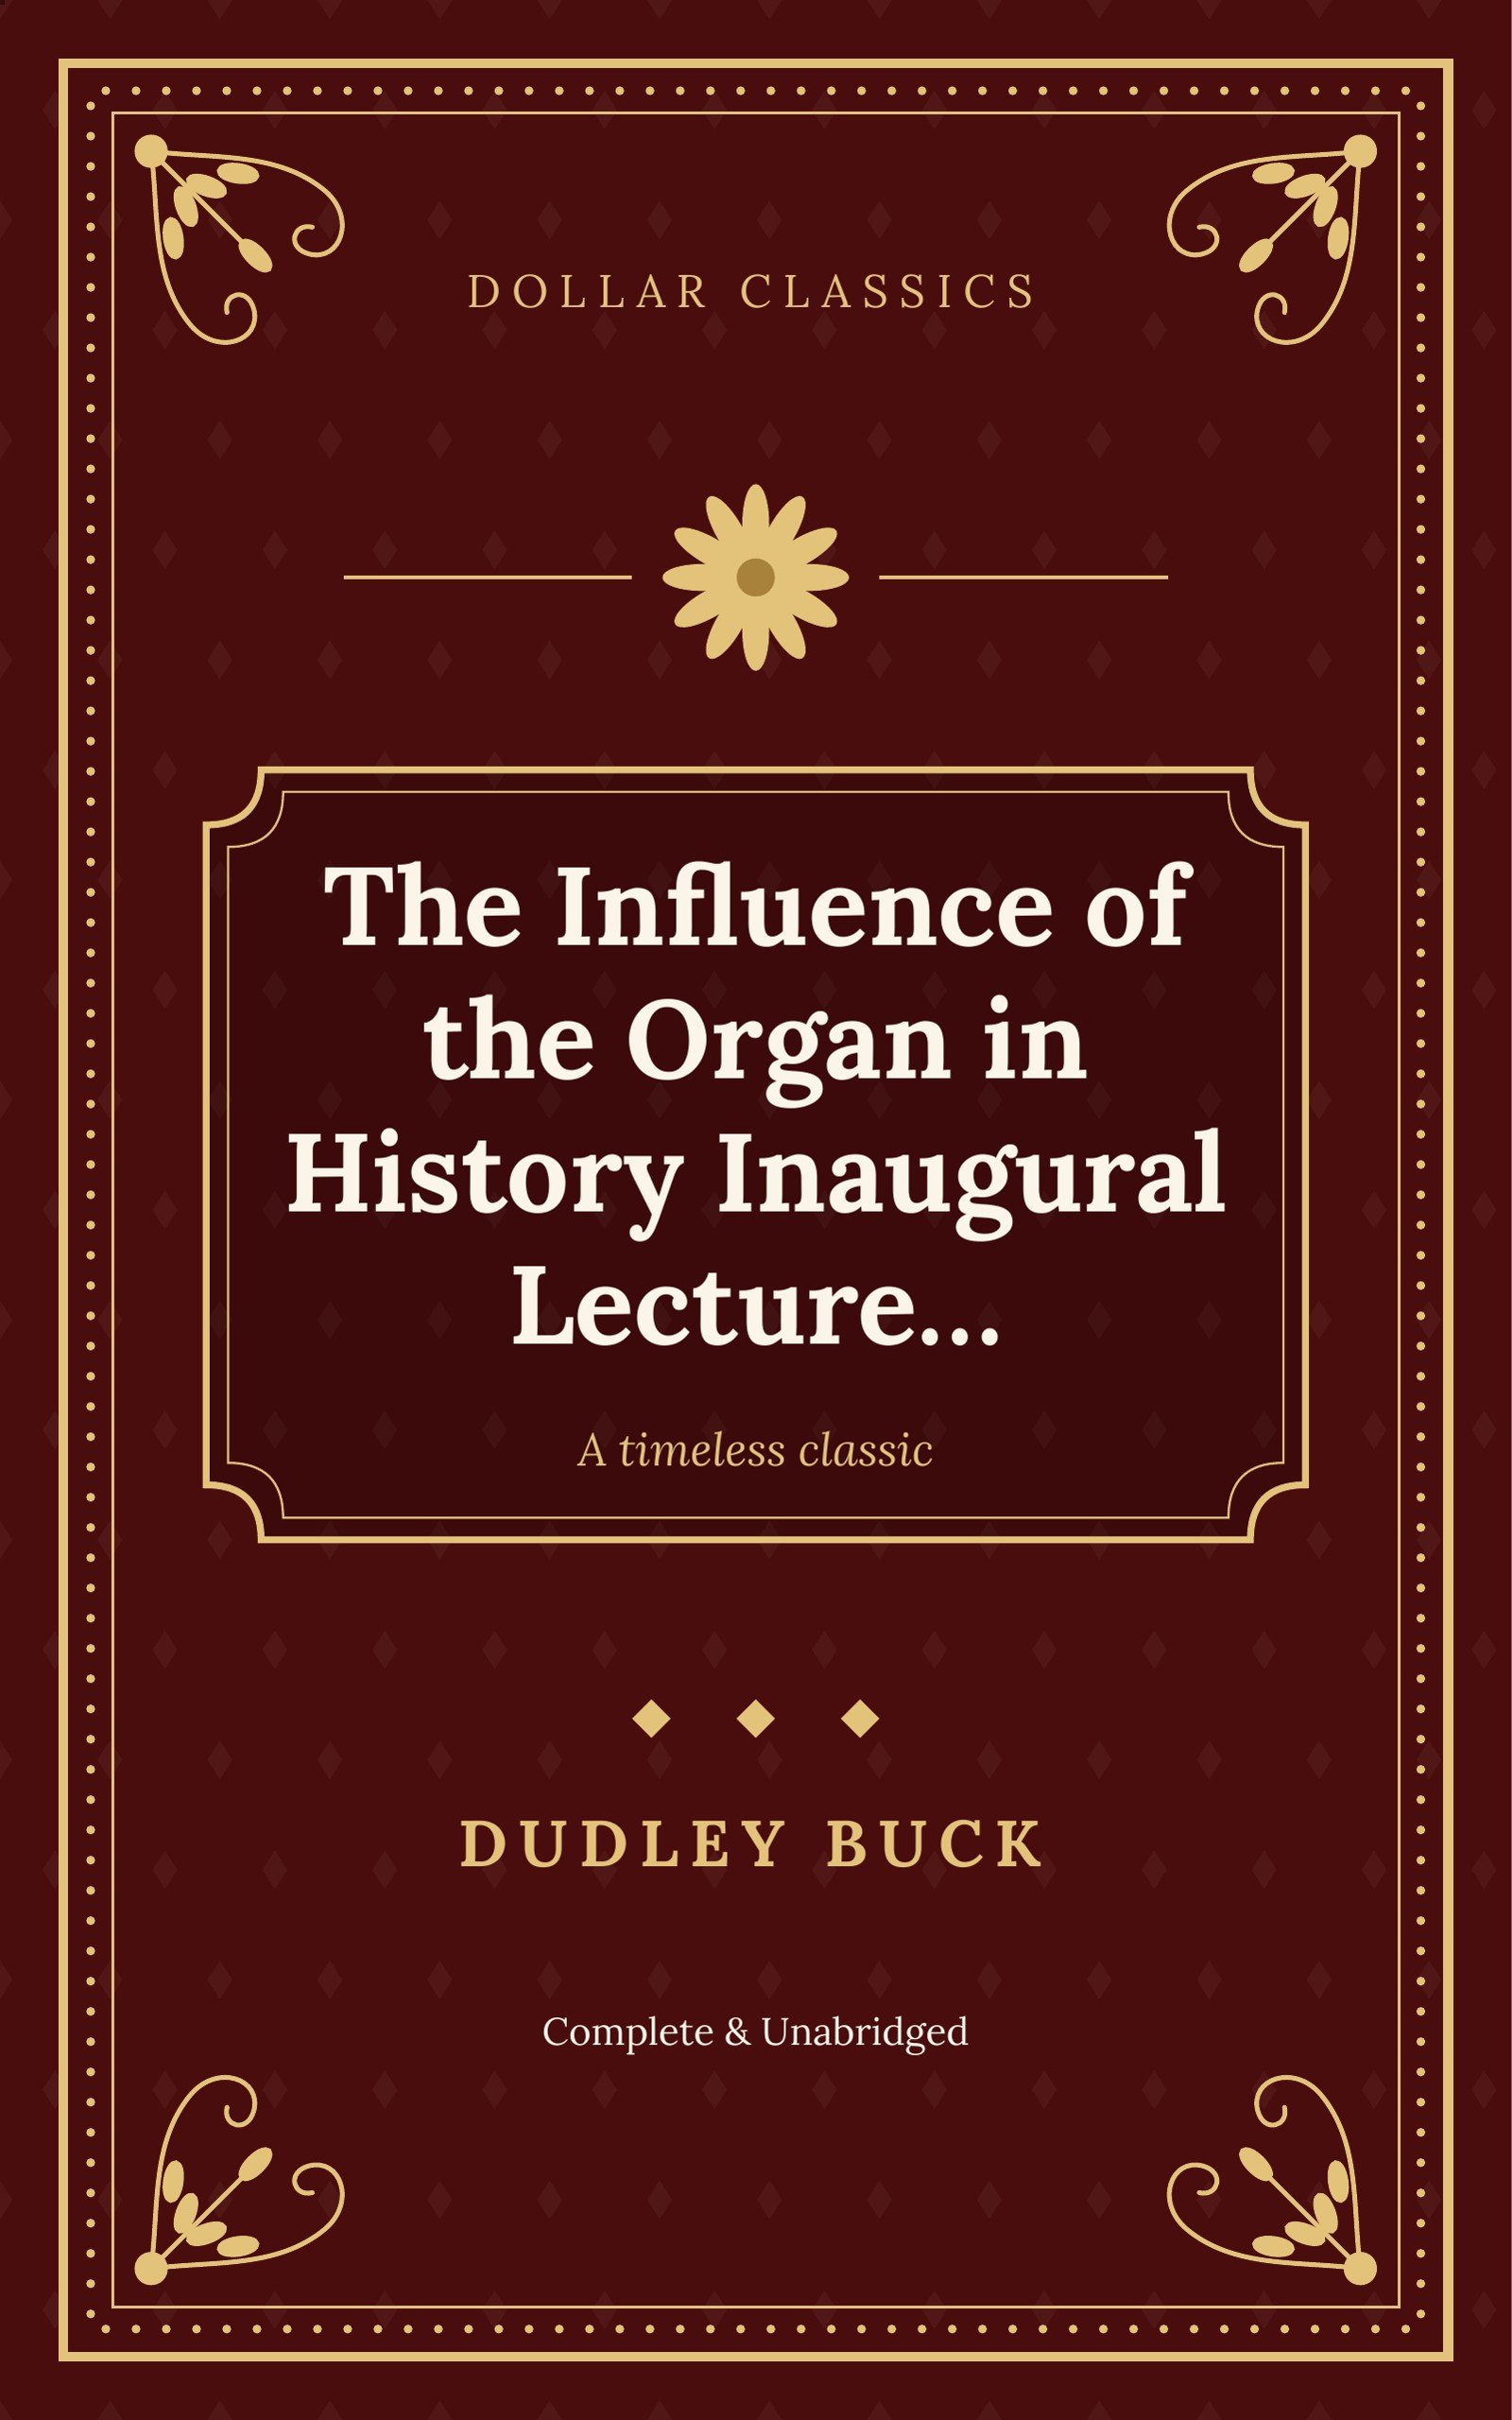 DOLLAR CLASSICS
The Influence of
the Organ in
History Inaugural
Lecture...
A timeless classic
DUDLEY BUCK
Complete & Unabridged